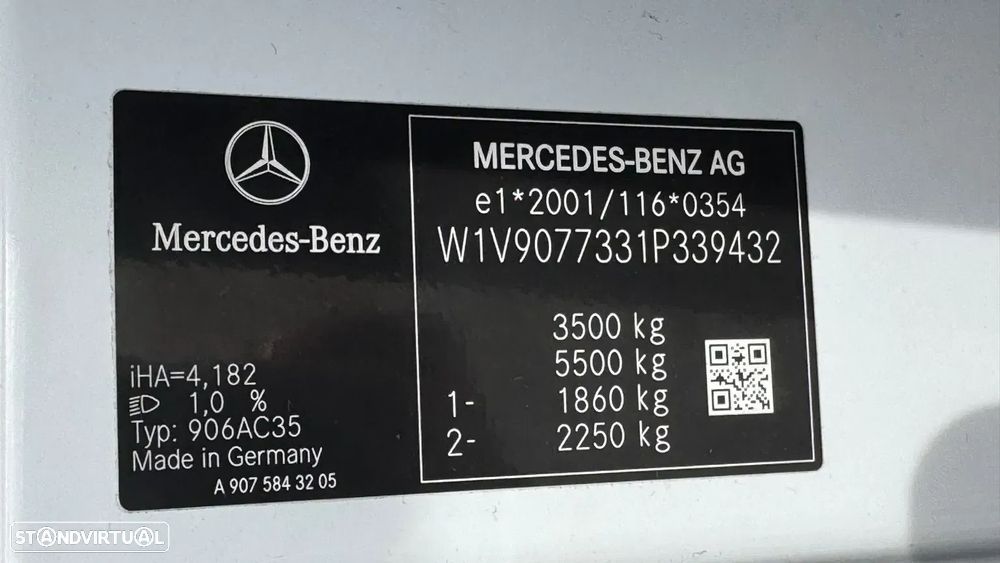 Mercedes-Benz
iHA=4,182
1,0 %
Typ: 906AC35
Made in Germany
A 907 584 32 05
MERCEDES-BENZ AG
e1*2001/116*0354
W1V9077331P339432
3500 kg
5500 kg
1- 1860 kg
2- 2250 kg
STANDVIRTUAL